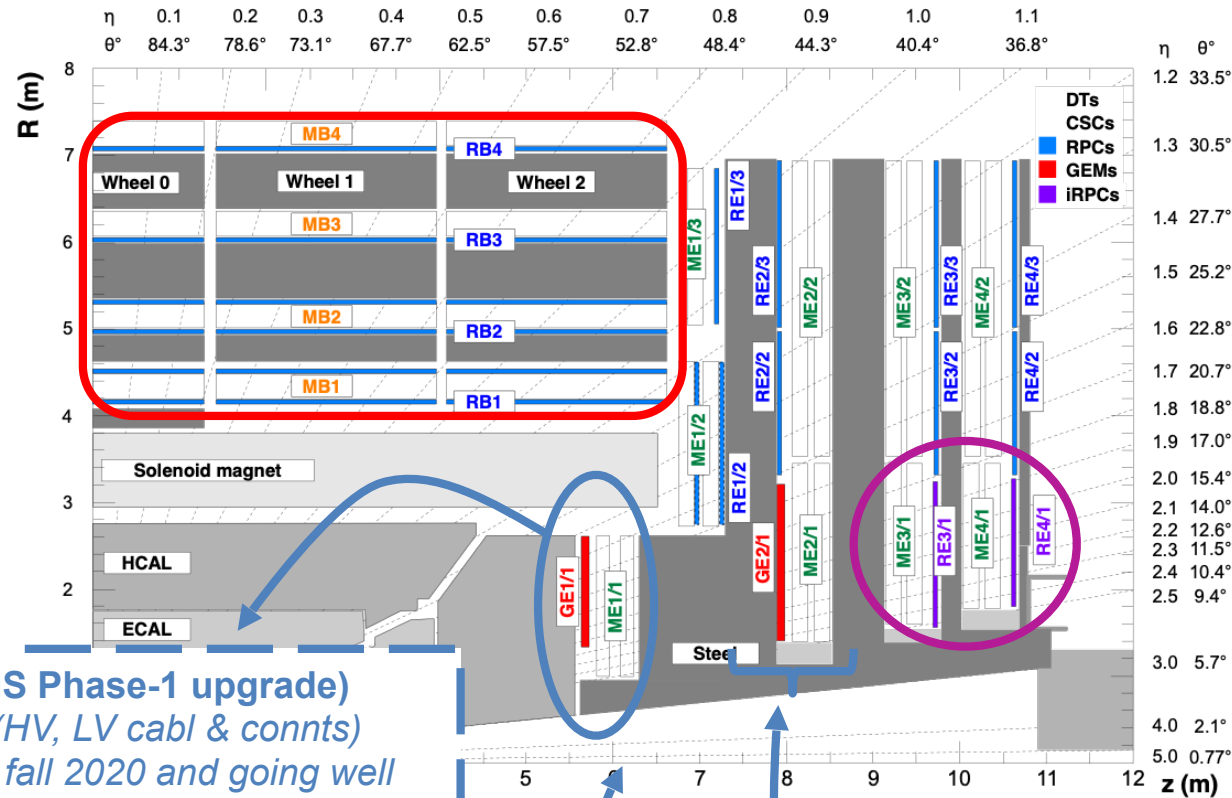 η 0.1 0.2 0.3 0.4 0.5 0.6 0.7 0.8 0.9 1.0 1.1
θ° 84.3° 78.6° 73.1° 67.7° 62.5° 57.5° 52.8° 48.4° 44.3° 40.4° 36.8°
η θ°
R (m)
8
7
6
5
4
3
2
1.2 33.5°
1.3 30.5°
1.4 27.7°
1.5 25.2°
1.6 22.8°
1.7 20.7°
1.8 18.8°
1.9 17.0°
2.0 15.4°
2.1 14.0°
2.2 12.6°
2.3 11.5°
2.4 10.4°
2.5 9.4°
3.0 5.7°
4.0 2.1°
5.0 0.77°
DTs
CSCs
RPCs
GEMs
iRPCs
MB4
RB4
Wheel 0
Wheel 1
Wheel 2
MB3
RB3
MB2
RB2
MB1
RB1
Solenoid magnet
HCAL
ECAL
Steel
ME1/3
RE1/3
RE2/3
ME2/2
ME3/2
RE3/3
ME4/2
RE4/3
RE2/2
RE3/2
RE4/2
ME1/2
RE1/2
GE1/1
ME1/1
GE2/1
ME2/1
ME3/1
RE3/1
ME4/1
RE4/1
S Phase-1 upgrade)
(HV, LV cabl & connts)
fall 2020 and going well
5 6 7 8 9 10 11 12
z (m)